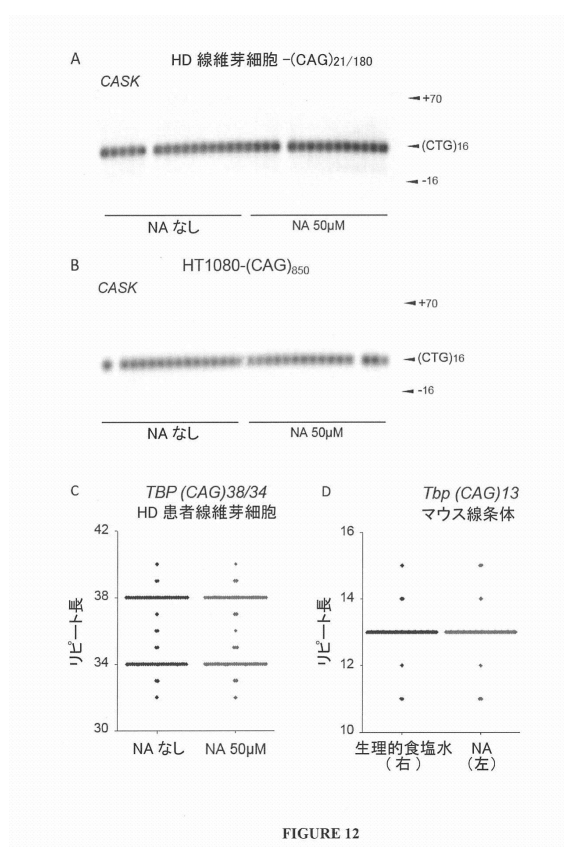 A
HD 線維芽細胞 -(CAG)21/180
CASK
+70
(CTG)16
-16
NA なし
NA 50µM
B
HT1080-(CAG)850
CASK
+70
(CTG)16
-16
NA なし
NA 50µM
C
TBP (CAG)38/34
HD 患者線維芽細胞
リピート長
42
38
34
30
NA なし
NA 50µM
D
Tbp (CAG)13
マウス線条体
リピート長
16
14
12
10
生理的食塩水
(右)
NA
(左)
FIGURE 12